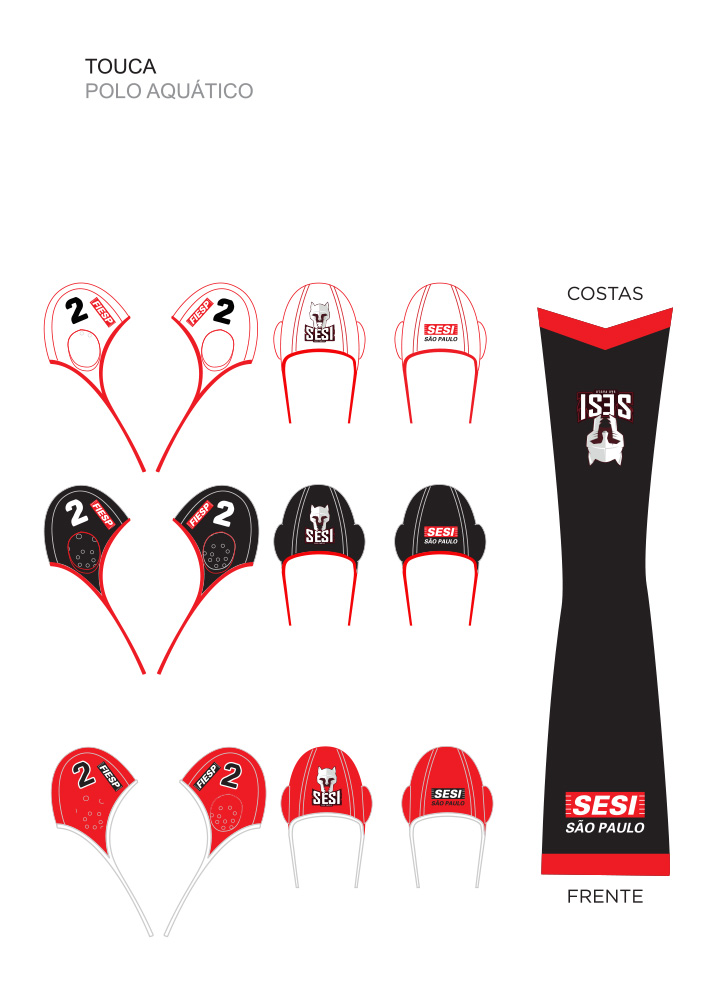 TOUCA
POLO AQUÁTICO
COSTAS
2 FIESP
FIESP 2
SESI
SESI
SÃO PAULO
SESI
2 FIESP
FIESP 2
SESI
SESI
SÃO PAULO
2 FIESP
FIESP 2
SESI
SESI
SÃO PAULO
SESI
SÃO PAULO
FRENTE